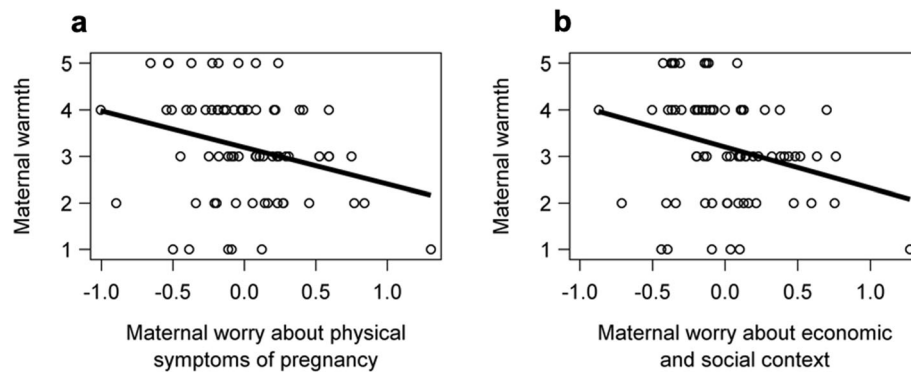 a
5
4
3
2
1
Maternal warmth
-1.0
-0.5
0.0
0.5
1.0
Maternal worry about physical
symptoms of pregnancy
b
5
4
3
2
1
Maternal warmth
-1.0
-0.5
0.0
0.5
1.0
Maternal worry about economic
and social context